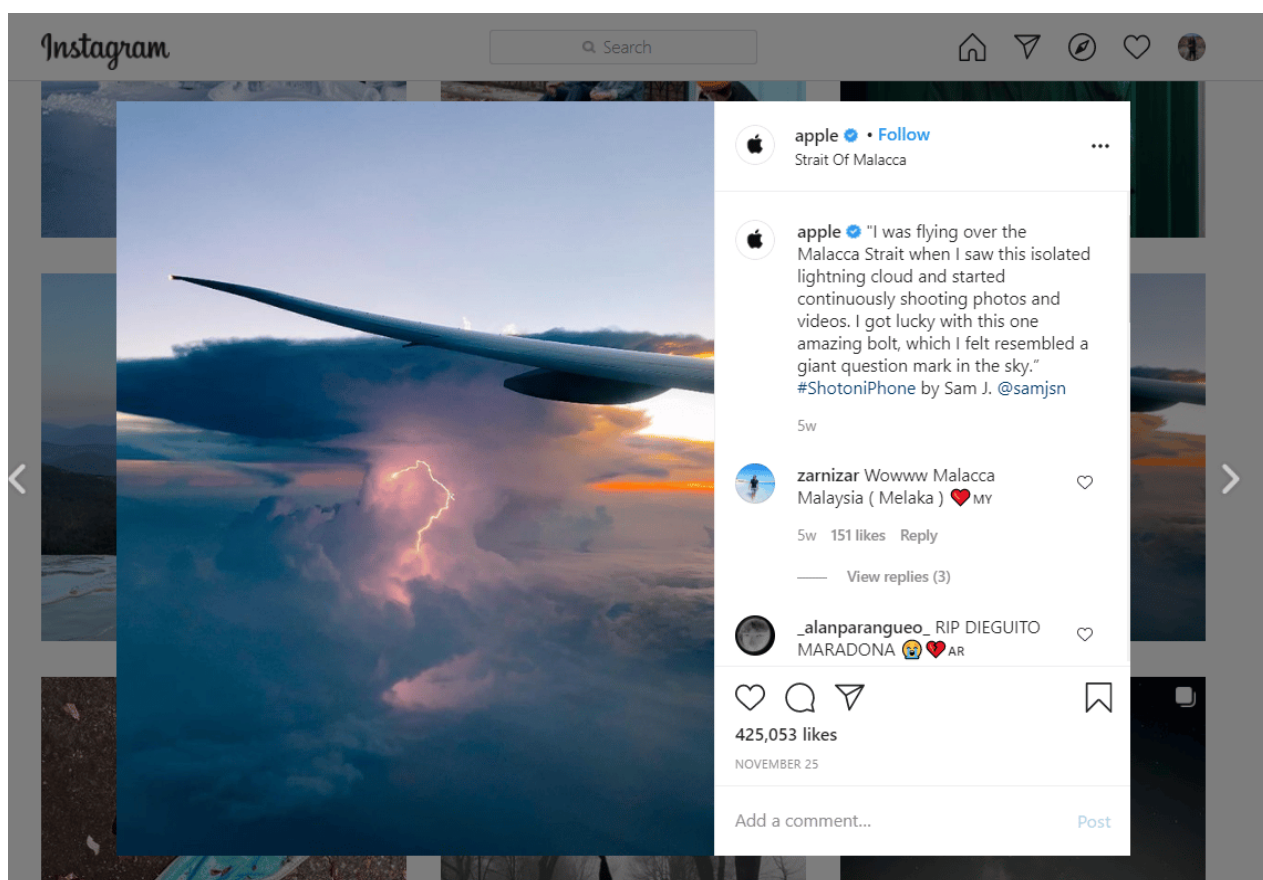 Instagram
Search
apple • Follow
Strait Of Malacca
apple "I was flying over the
Malacca Strait when I saw this isolated
lightning cloud and started
continuously shooting photos and
videos. I got lucky with this one
amazing bolt, which I felt resembled a
giant question mark in the sky.”
#ShotoniPhone by Sam J. @samjsn
5w
zarnizar Wowww Malacca
Malaysia ( Melaka ) ❤️ MY
5w 151 likes Reply
View replies (3)
_alanparangueo_ RIP DIEGUITO
MARADONA 😭💔 AR
425,053 likes
NOVEMBER 25
Add a comment... Post